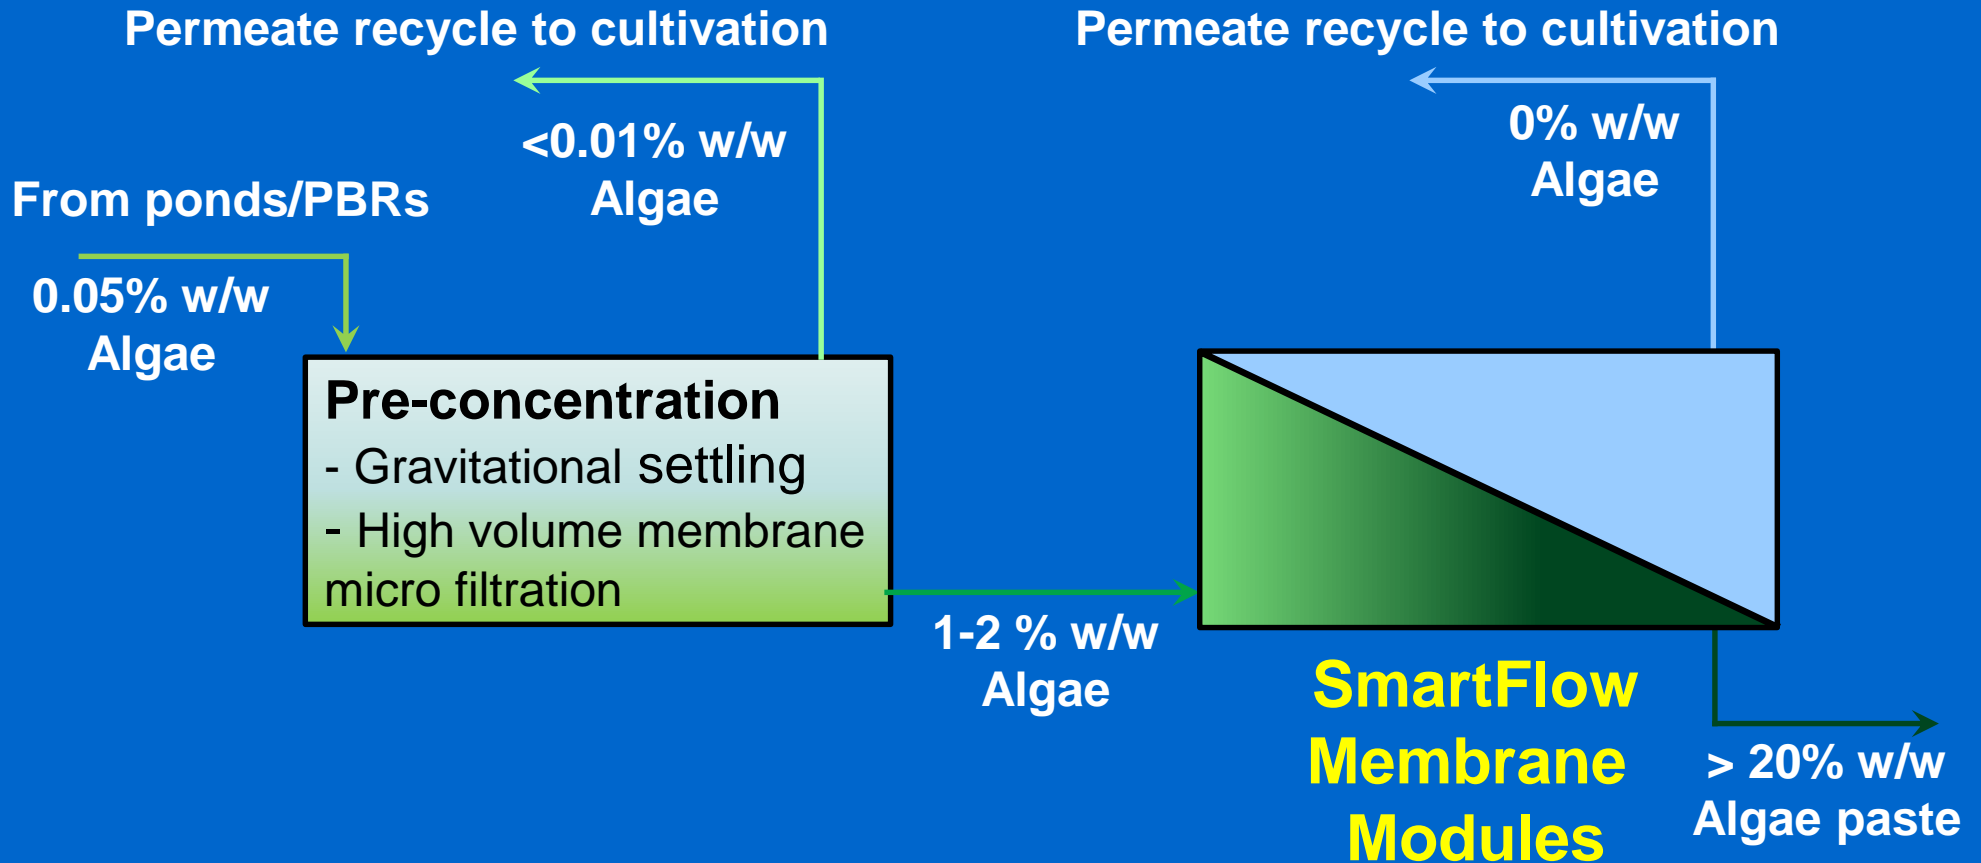 Permeate recycle to cultivation
Permeate recycle to cultivation
<0.01% w/w
Algae
0% w/w
Algae
From ponds/PBRs
0.05% w/w
Algae
Pre-concentration
- Gravitational settling
- High volume membrane
micro filtration
1-2 % w/w
Algae
SmartFlow
Membrane
Modules
> 20% w/w
Algae paste